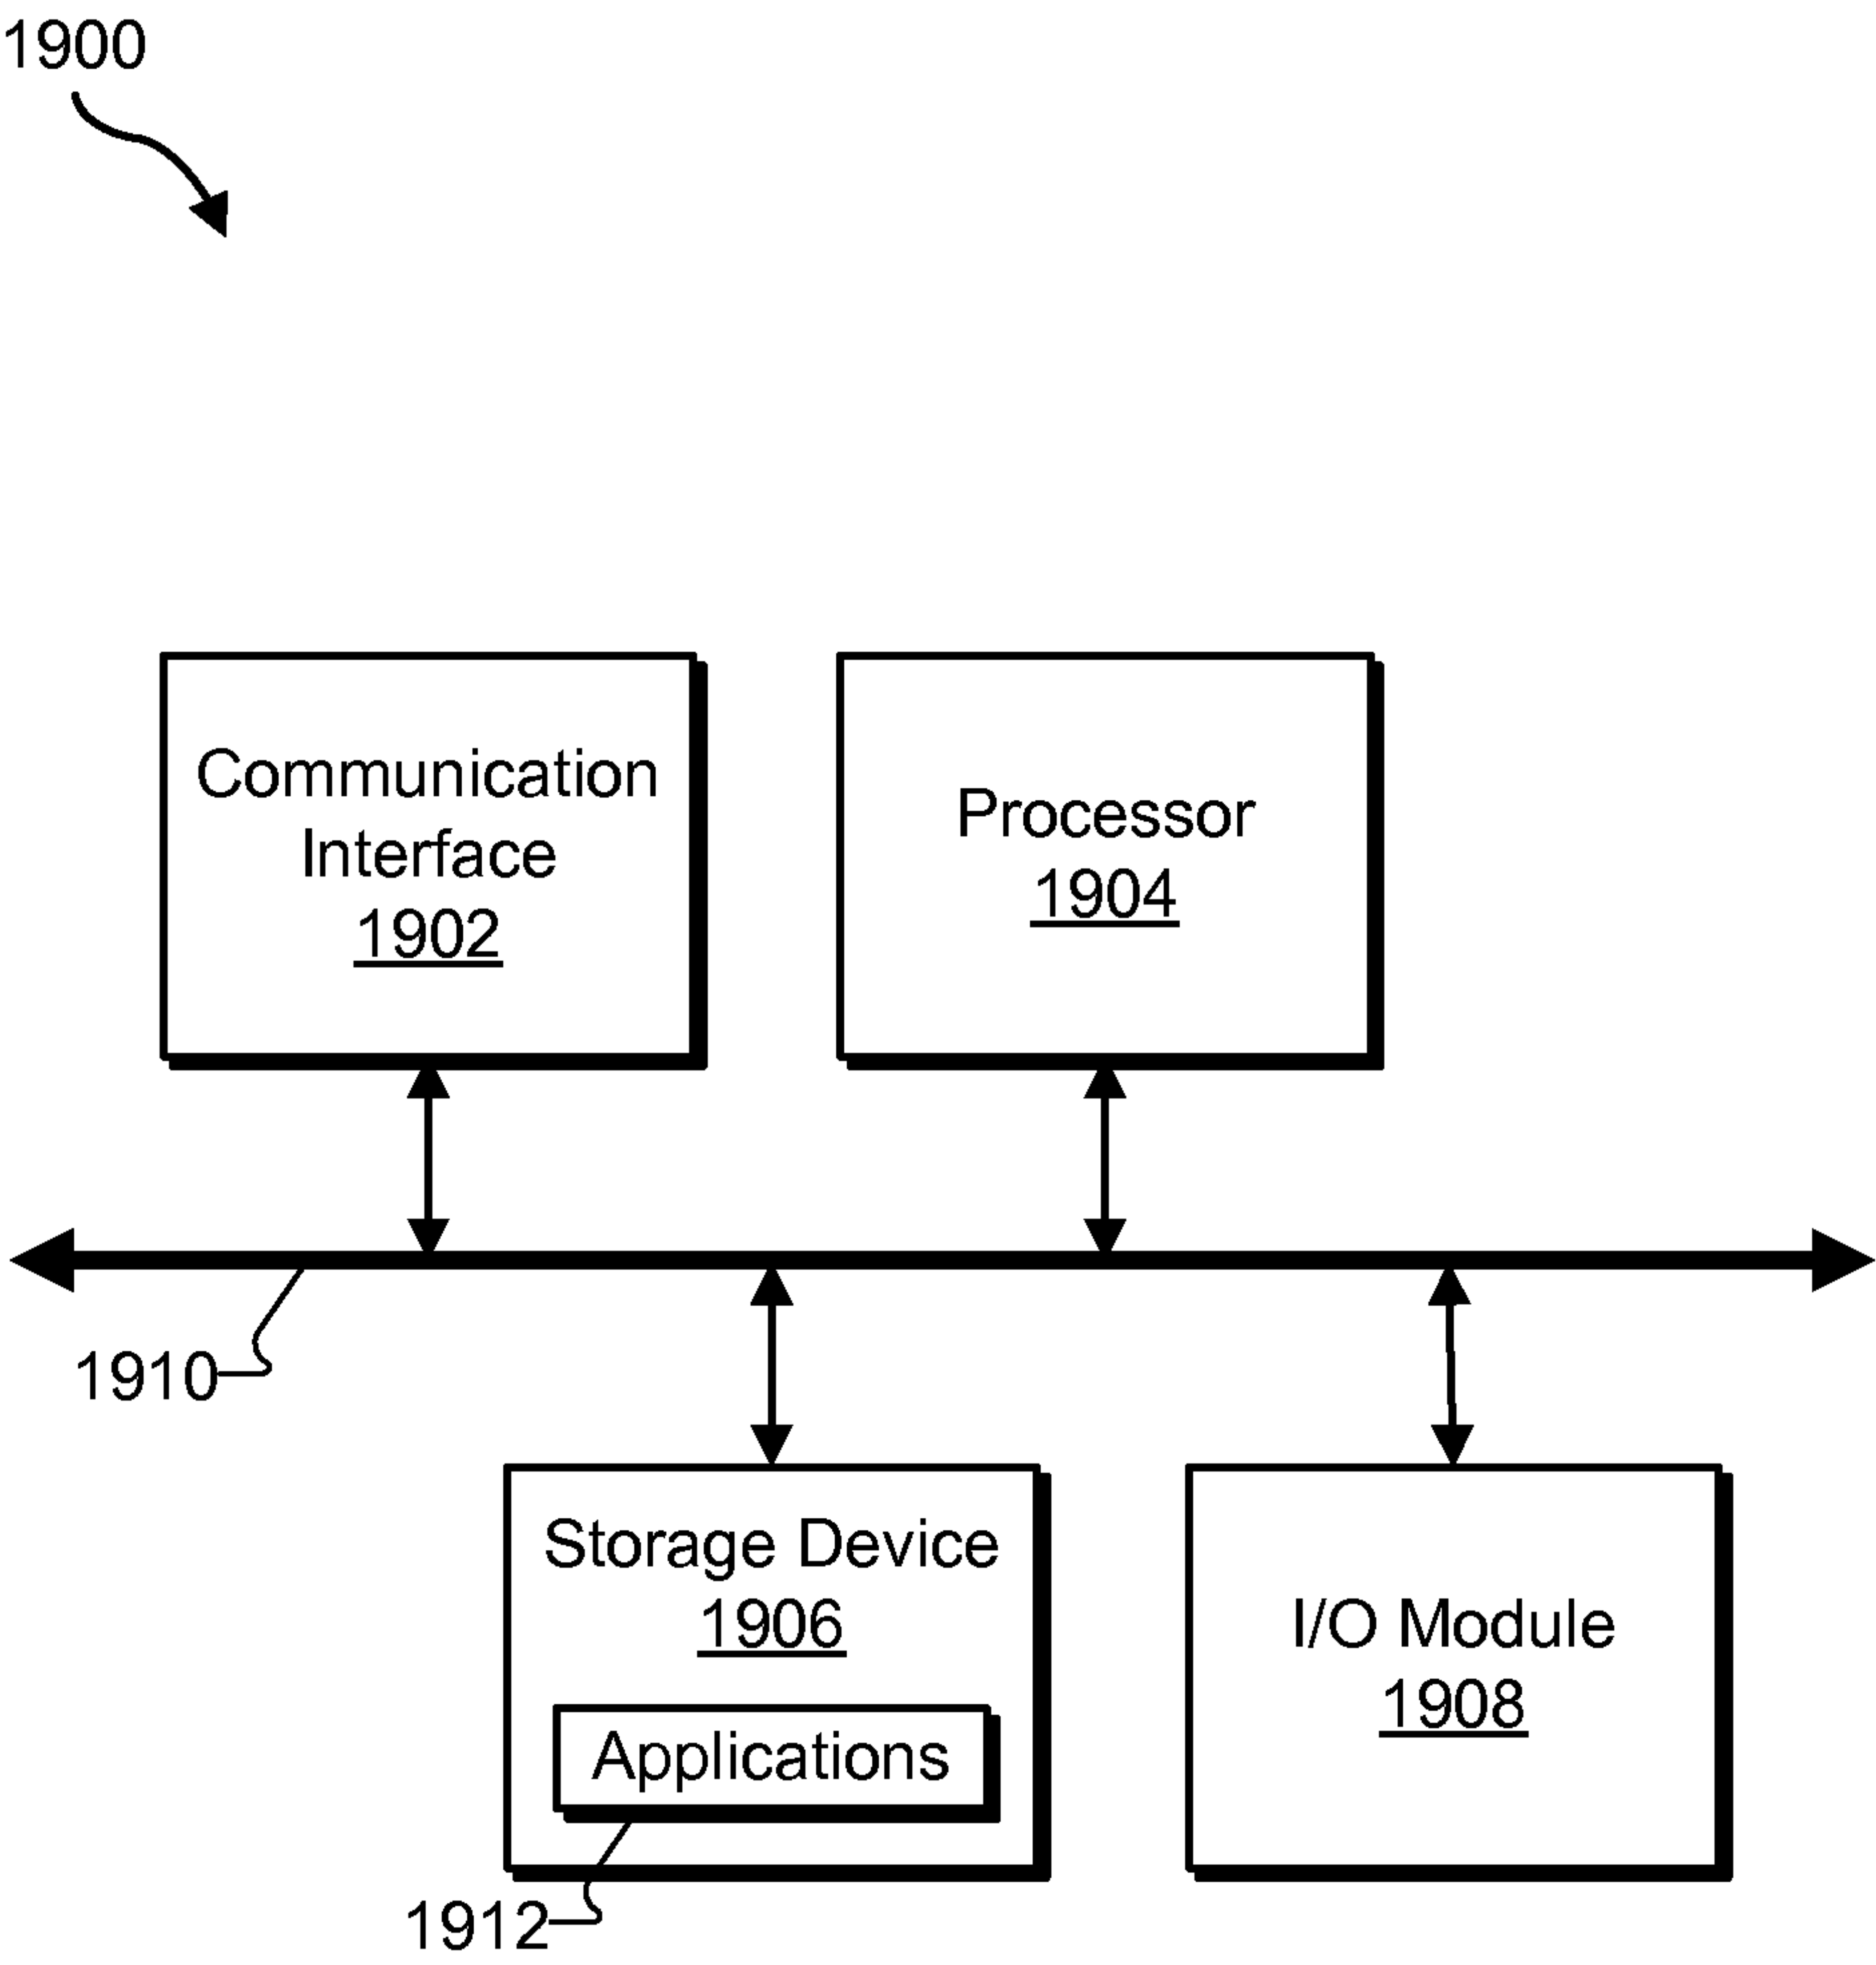 1900
Communication
Interface
1902
Processor
1904
1910
Storage Device
1906
Applications
1912
I/O Module
1908